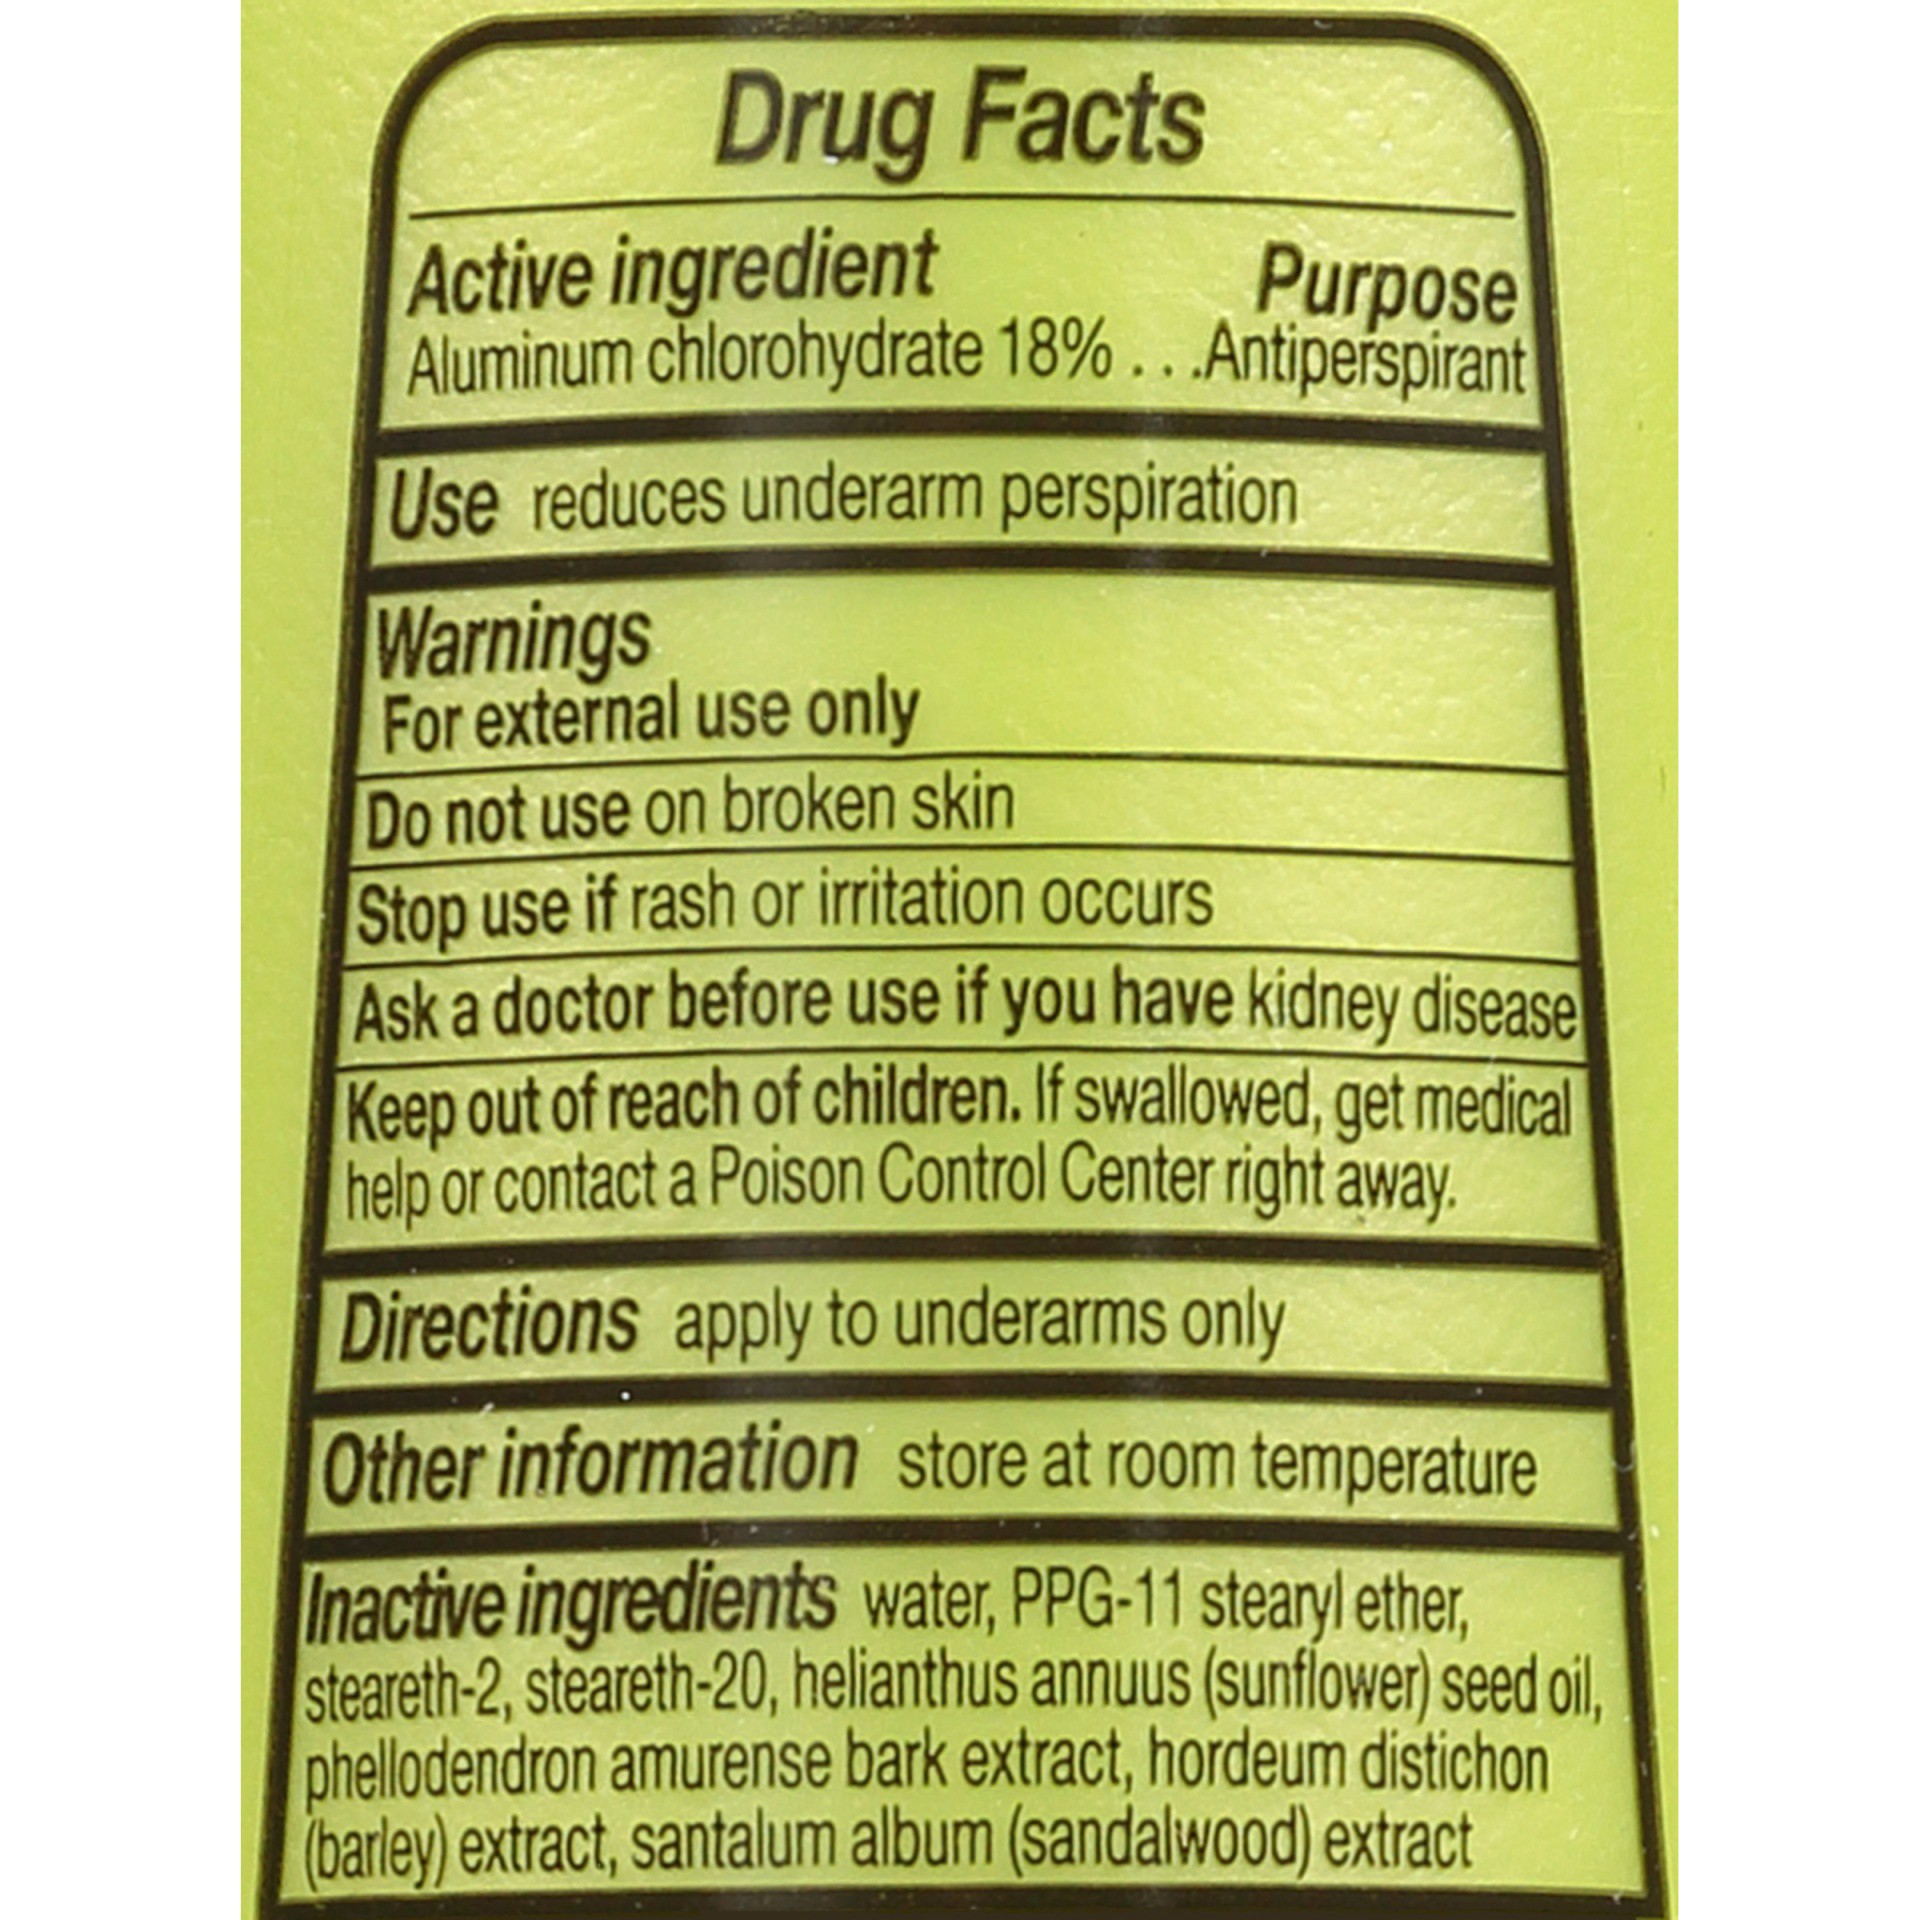 Drug Facts
Active ingredient Purpose
Aluminum chlorohydrate 18% . . .Antiperspirant
Use reduces underarm perspiration
Warnings
For external use only
Do not use on broken skin
Stop use if rash or irritation occurs
Ask a doctor before use if you have kidney disease
Keep out of reach of children. If swallowed, get medical
help or contact a Poison Control Center right away.
Directions apply to underarms only
Other information store at room temperature
Inactive ingredients water, PPG-11 stearyl ether,
steareth-2, steareth-20, helianthus annuus (sunflower) seed oil,
phellodendron amurense bark extract, hordeum distichon
(barley) extract, santalum album (sandalwood) extract